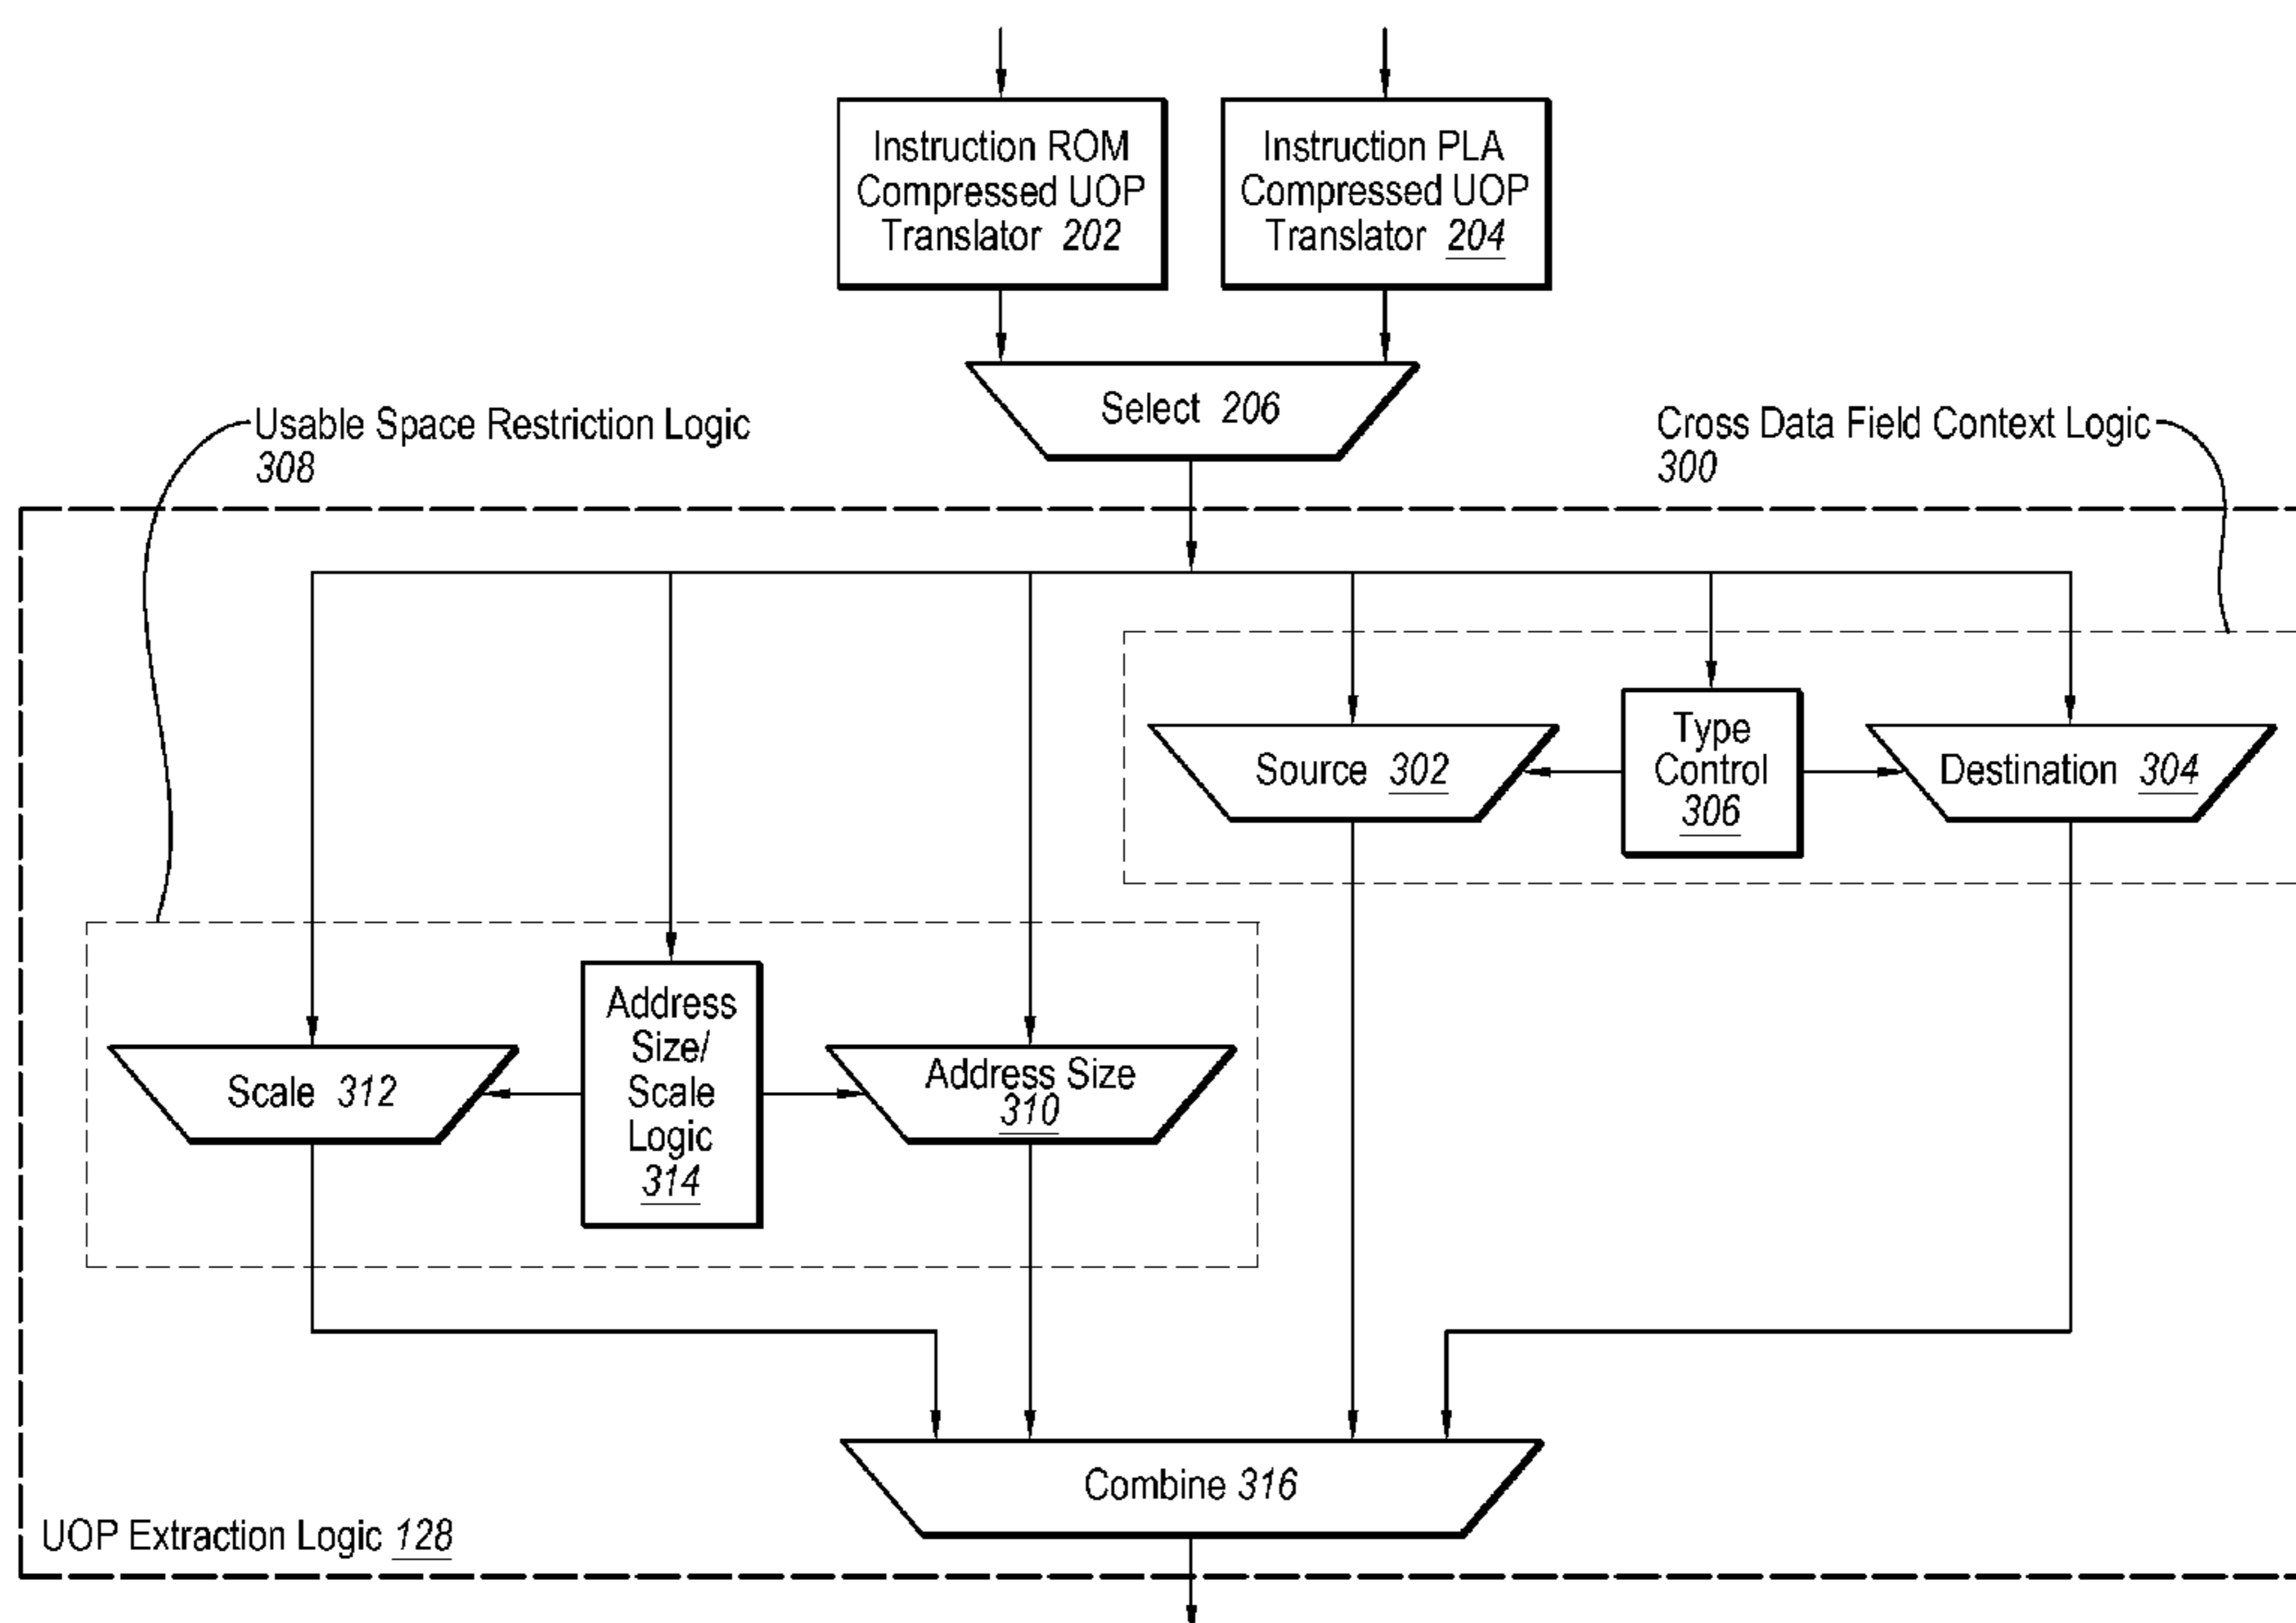 Instruction ROM
Compressed UOP
Translator 202
Instruction PLA
Compressed UOP
Translator 204
Select 206
Usable Space Restriction Logic
308
Cross Data Field Context Logic
300
Source 302
Type
Control
306
Destination 304
Scale 312
Address
Size/
Scale
Logic
314
Address Size
310
Combine 316
UOP Extraction Logic 128